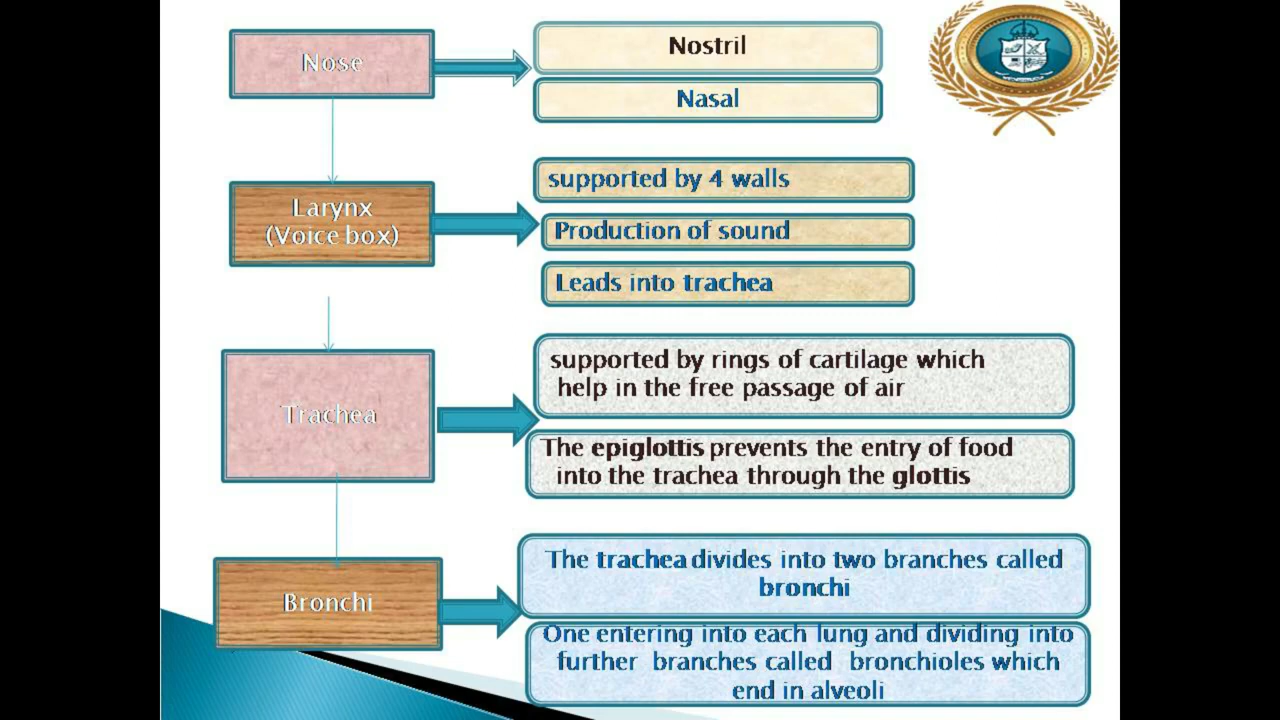 Nose
Nostril
Nasal
Larynx
(Voice box)
supported by 4 walls
Production of sound
Leads into trachea
Trachea
supported by rings of cartilage which
help in the free passage of air
The epiglottis prevents the entry of food
into the trachea through the glottis
Bronchi
The trachea divides into two branches called
bronchi
One entering into each lung and dividing into
further branches called bronchioles which
end in alveoli